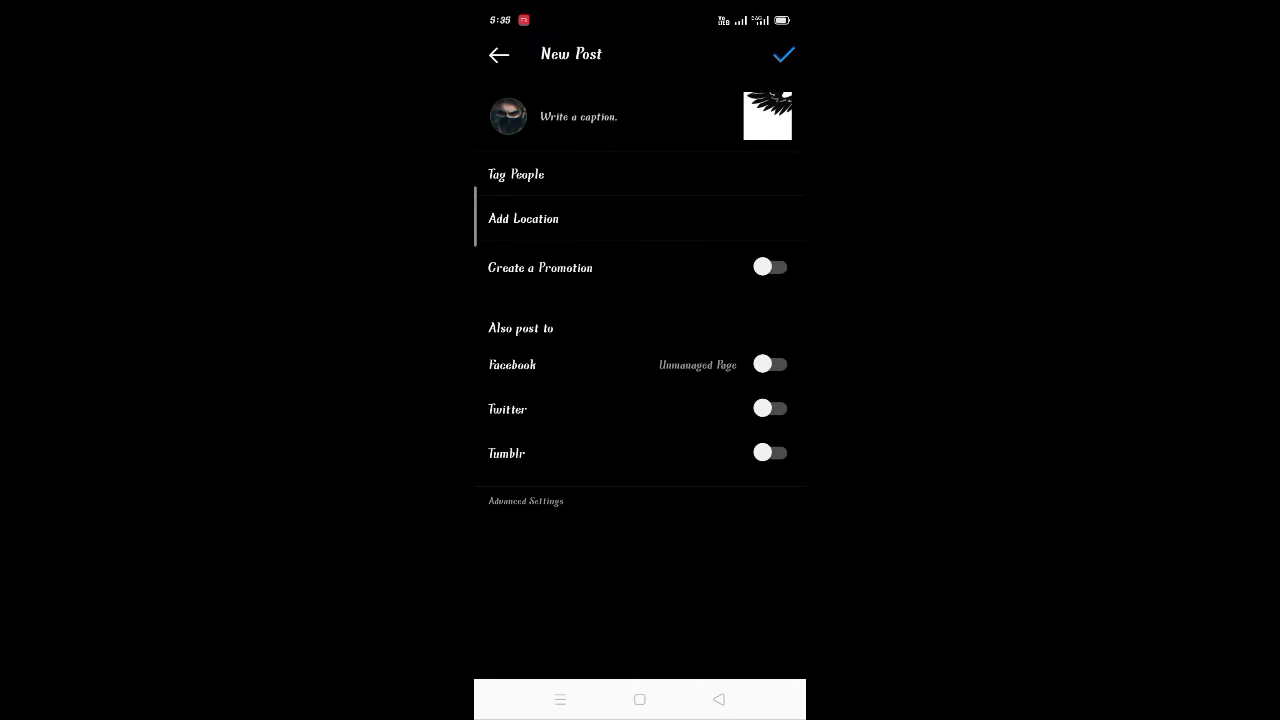 5:35
New Post
Write a caption.
Tag People
Add Location
Create a Promotion
Also post to
Facebook
Unmanaged Page
Twitter
Tumblr
Advanced Settings